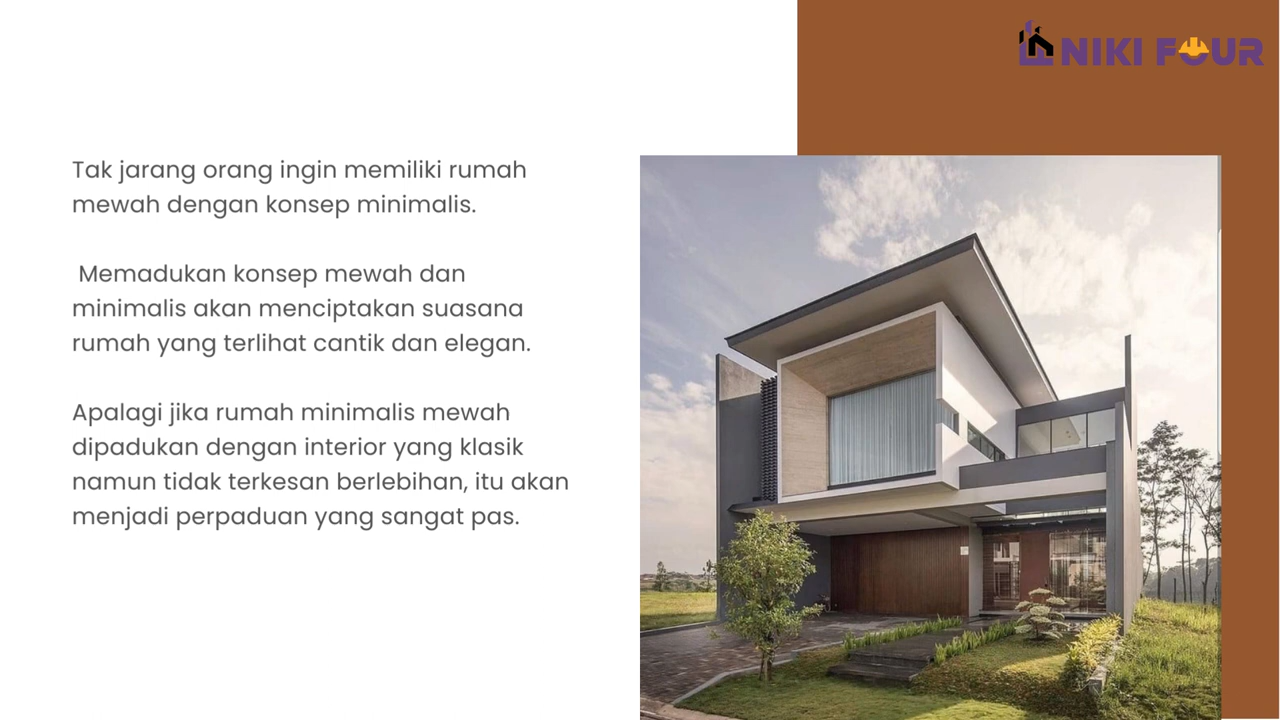 NIKI FOUR
Tak jarang orang ingin memiliki rumah
mewah dengan konsep minimalis.
Memadukan konsep mewah dan
minimalis akan menciptakan suasana
rumah yang terlihat cantik dan elegan.
Apalagi jika rumah minimalis mewah
dipadukan dengan interior yang klasik
namun tidak terkesan berlebihan, itu akan
menjadi perpaduan yang sangat pas.